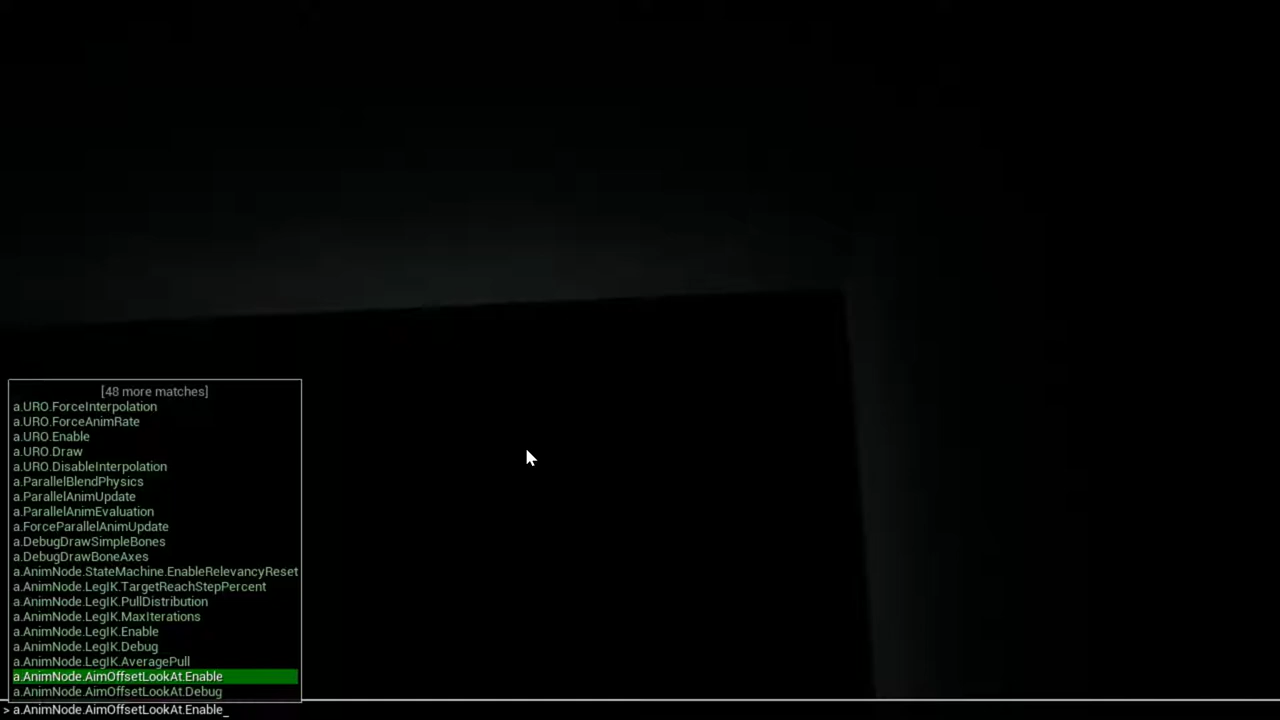 [48 more matches]
a.URO.ForceInterpolation
a.URO.ForceAnimRate
a.URO.Enable
a.URO.Draw
a.URO.DisableInterpolation
a.ParallelBlendPhysics
a.ParallelAnimUpdate
a.ParallelAnimEvaluation
a.ForceParallelAnimUpdate
a.DebugDrawSimpleBones
a.DebugDrawBoneAxes
a.AnimNode.StateMachine.EnableRelevancyReset
a.AnimNode.LegIK.TargetReachStepPercent
a.AnimNode.LegIK.PullDistribution
a.AnimNode.LegIK.MaxIterations
a.AnimNode.LegIK.Enable
a.AnimNode.LegIK.Debug
a.AnimNode.LegIK.AveragePull
a.AnimNode.AimOffsetLookAt.Enable
a.AnimNode.AimOffsetLookAt.Debug
> a.AnimNode.AimOffsetLookAt.Enable_